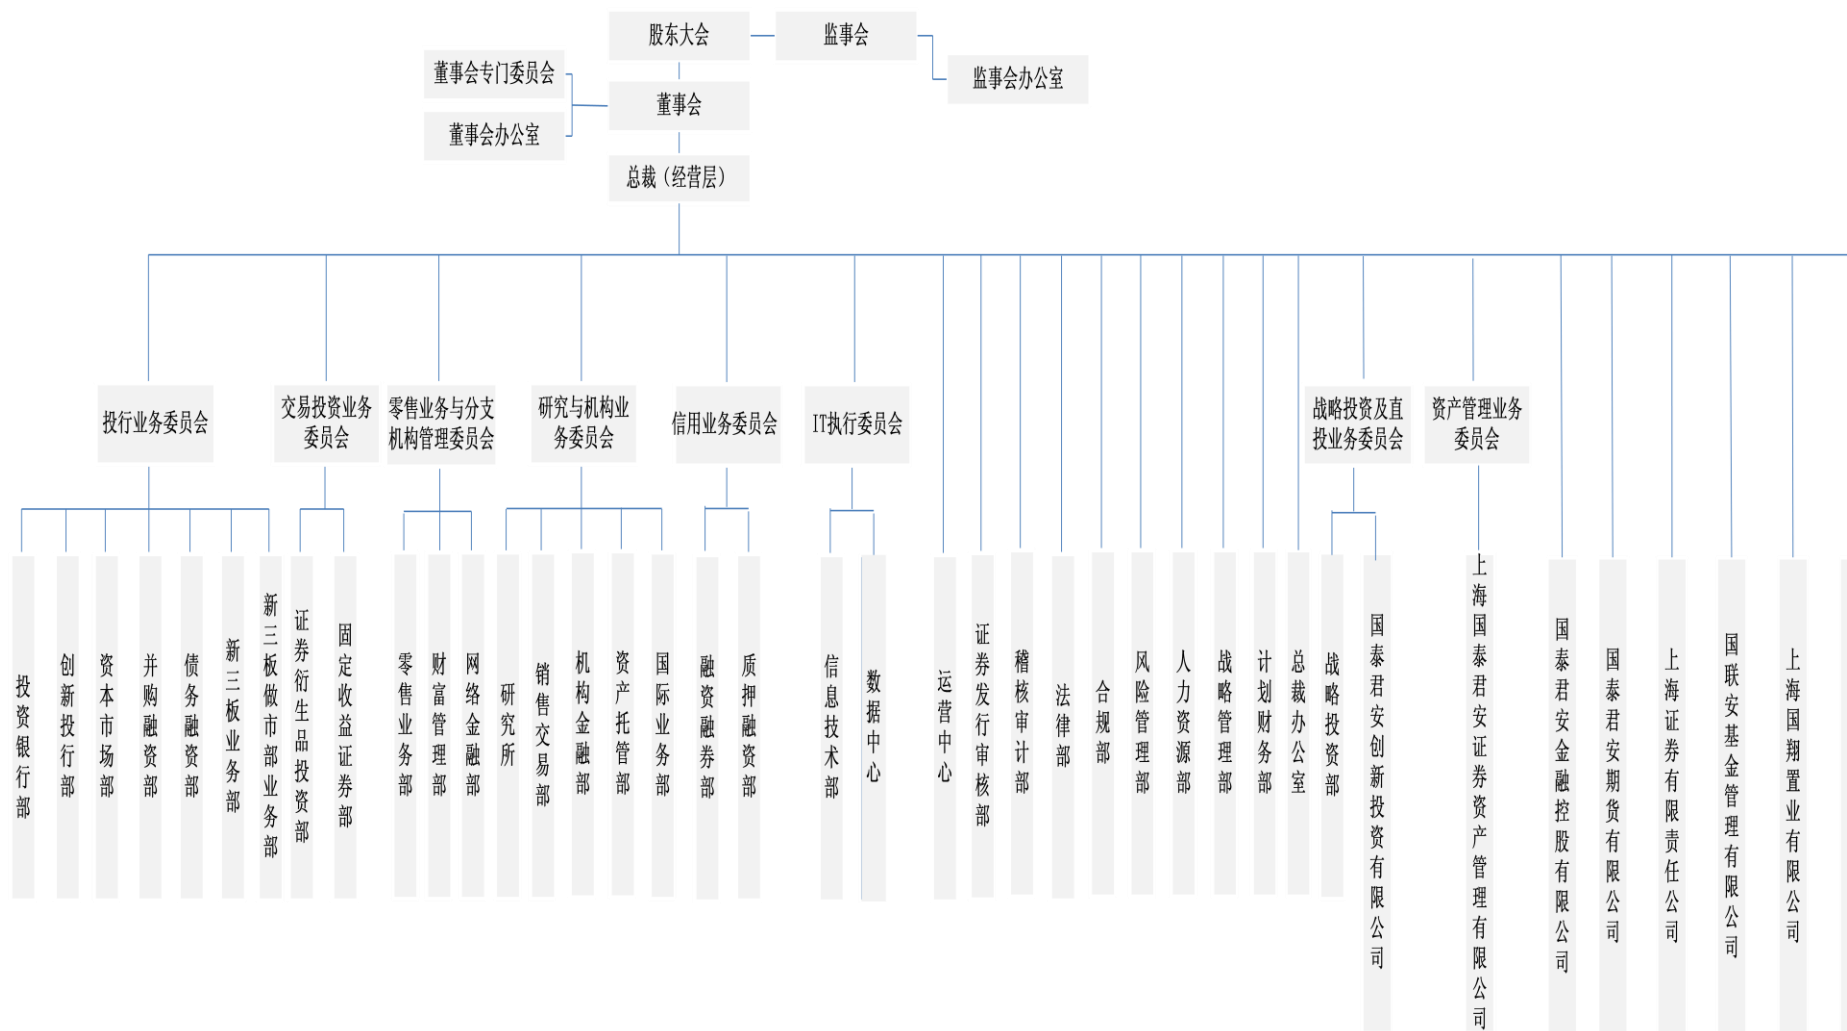 股东大会
监事会
董事会专门委员会
监事会办公室
董事会
董事会办公室
总裁（经营层）
投行业务委员会
交易投资业务
委员会
零售业务与分支
机构管理委员会
研究与机构业
务委员会
信用业务委员会
IT执行委员会
战略投资及直
投业务委员会
资产管理业务
委员会
投资银行部
创新投行部
资本市场部
并购融资部
债务融资部
新三板业务部
新三板做市部业务部
证券衍生品投资部
固定收益证券部
零售业务部
财富管理部
网络金融部
研究所
销售交易部
机构金融部
资产托管部
国际业务部
融资融券部
质押融资部
信息技术部
数据中心
运营中心
证券发行审核部
稽核审计部
法律部
合规部
风险管理部
人力资源部
战略管理部
计划财务部
总裁办公室
战略投资部
国泰君安创新投资有限公司
上海国泰君安证券资产管理有限公司
国泰君安金融控股有限公司
国泰君安期货有限公司
上海证券有限责任公司
国联安基金管理有限公司
上海国翔置业有限公司